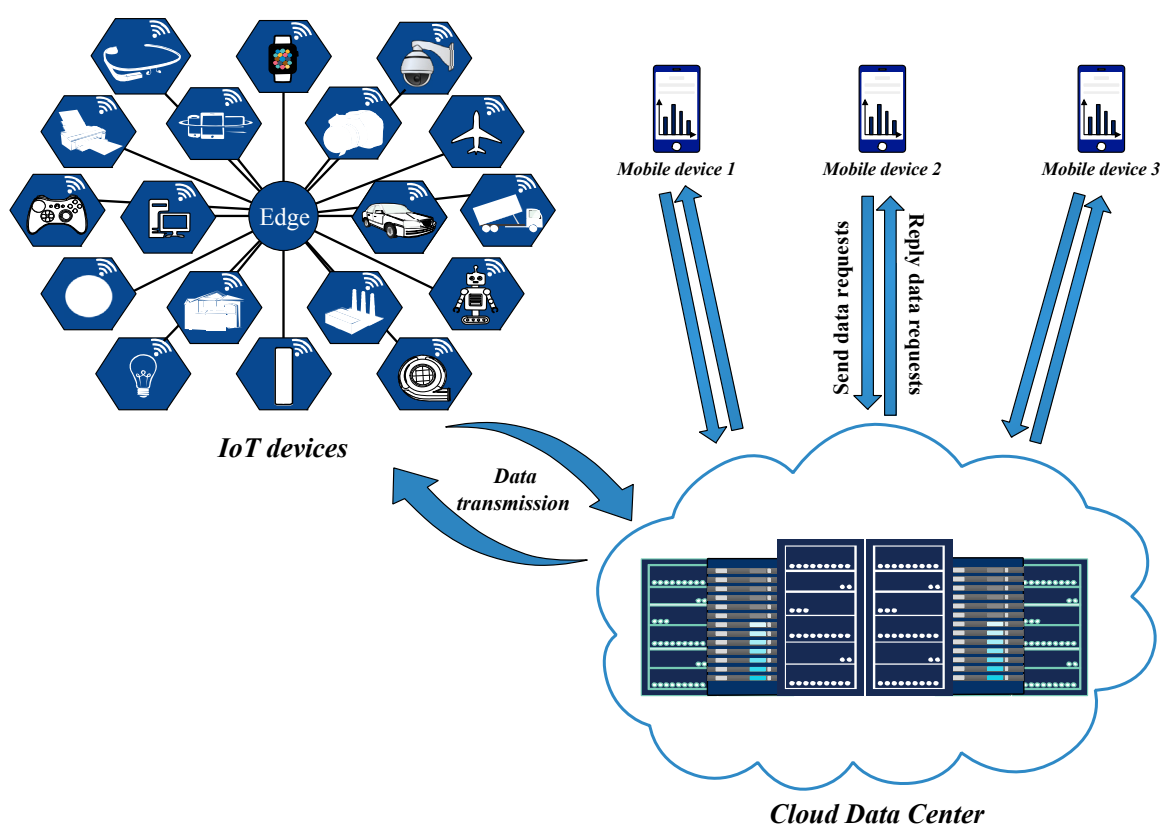 Edge
IoT devices
Data
transmission
Mobile device 1
Mobile device 2
Mobile device 3
Send data requests
Reply data requests
Cloud Data Center